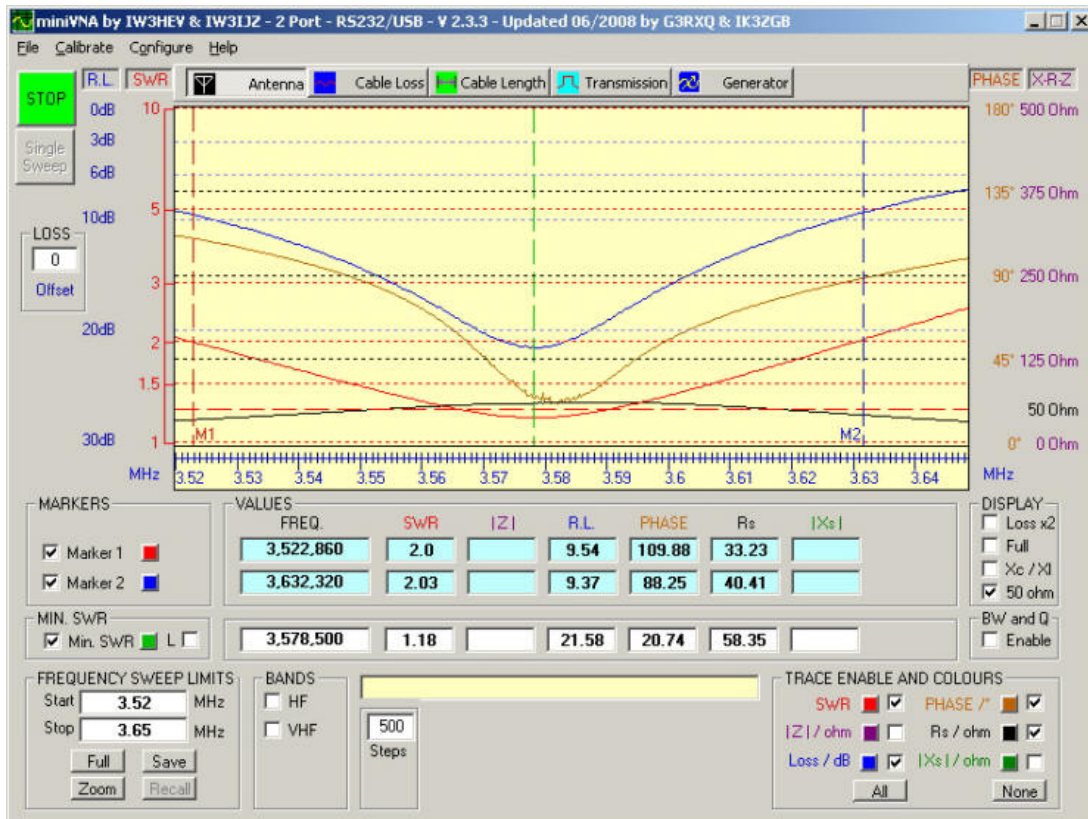 miniVNA by IW3HEV & IW3IJZ - 2 Port - RS232/USB - V 2.3.3 - Updated 06/2008 by G3RXQ & IK3ZGB
File Calibrate Configure Help
STOP R.L. SWR Antenna Cable Loss Cable Length Transmission Generator PHASE X-R-Z
0dB 10 180° 500 Ohm
Single Sweep 3dB
6dB
5 135° 375 Ohm
10dB
LOSS
0
Offset
3 90° 250 Ohm
20dB
2
45° 125 Ohm
1.5
50 Ohm
30dB 1 M1 M2 0° 0 Ohm
MHz 3.52 3.53 3.54 3.55 3.56 3.57 3.58 3.59 3.6 3.61 3.62 3.63 3.64 MHz
MARKERS VALUES DISPLAY
FREQ. SWR |Z| R.L. PHASE Rs |Xs| Loss x2
Marker 1 3,522,860 2.0 9.54 109.88 33.23 Full
Marker 2 3,632,320 2.03 9.37 88.25 40.41 Xc / Xl
50 ohm
MIN. SWR BW and Q
Min. SWR L 3,578,500 1.18 21.58 20.74 58.35 Enable
FREQUENCY SWEEP LIMITS BANDS TRACE ENABLE AND COLOURS
Start 3.52 MHz HF SWR PHASE /°
Stop 3.65 MHz VHF 500 |Z| / ohm Rs / ohm
Steps
Full Save Loss / dB |Xs| / ohm
Zoom Recall All None